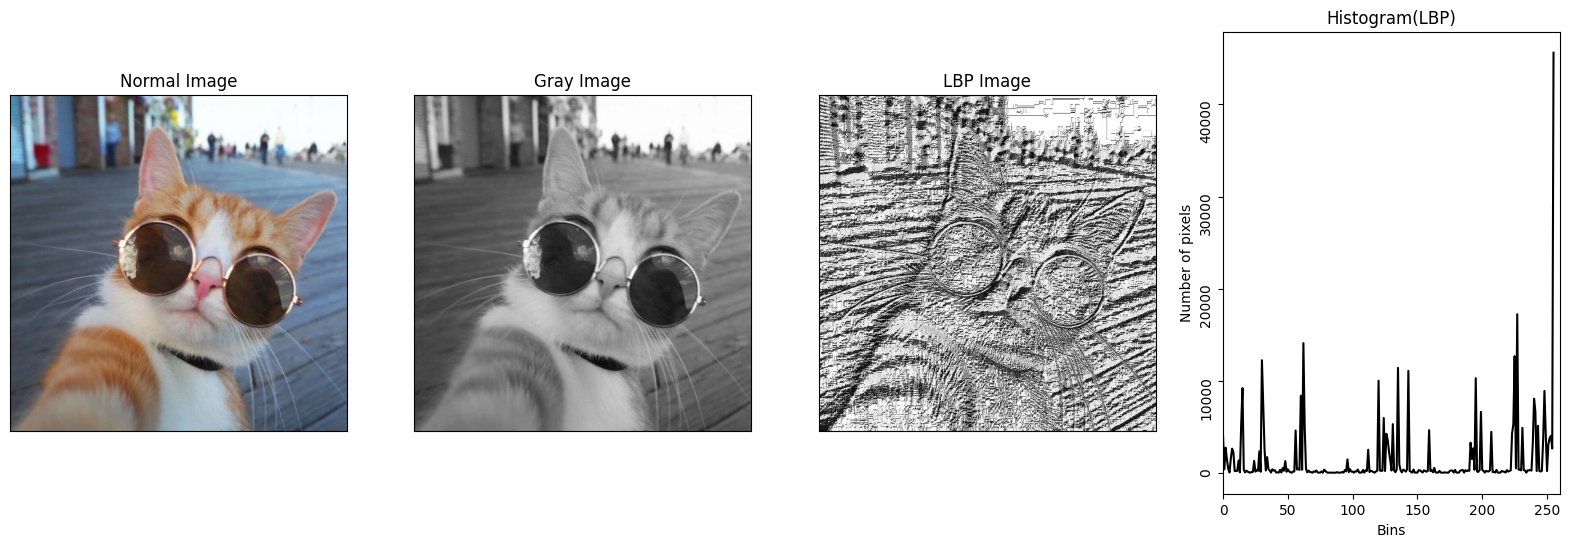 Normal Image
Gray Image
LBP Image
Histogram(LBP)
Number of pixels
40000
30000
20000
10000
0
0 50 100 150 200 250
Bins